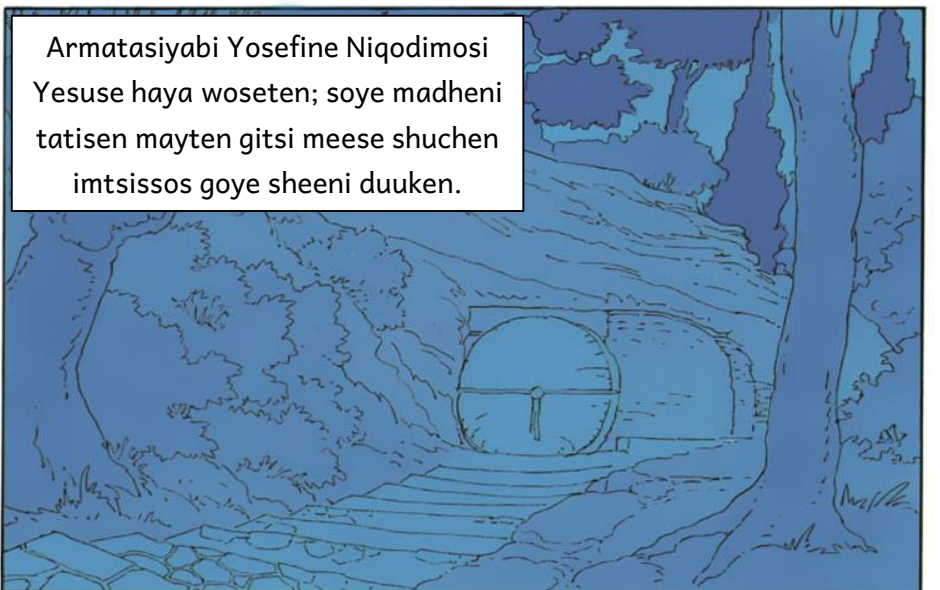 Armatasiyabi Yosefine Niqodimosi
Yesuse haya woseten; soye madheni
tatisen mayten gitsi meese shuchen
imtsissos goye sheeni duuken.